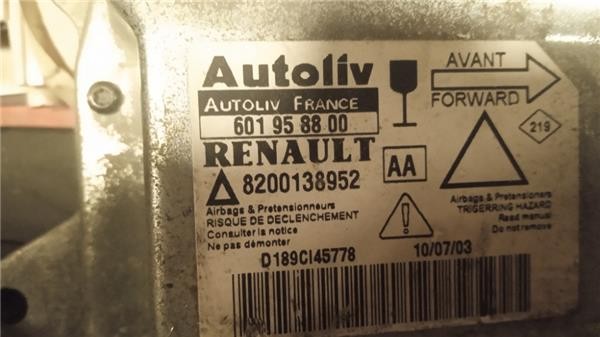 Autoliv
AUTOLIV FRANCE
601 95 88 00
RENAULT
8200138952
Airbags & Pretensionneurs
RISQUE DE DECLENCHEMENT
Consulter la notice
Ne pas démonter
D189CI45778
10/07/03
AVANT
FORWARD
219
AA
Airbags & Pretensioners
TRIGERRING HAZARD
Read manual
Do not remove